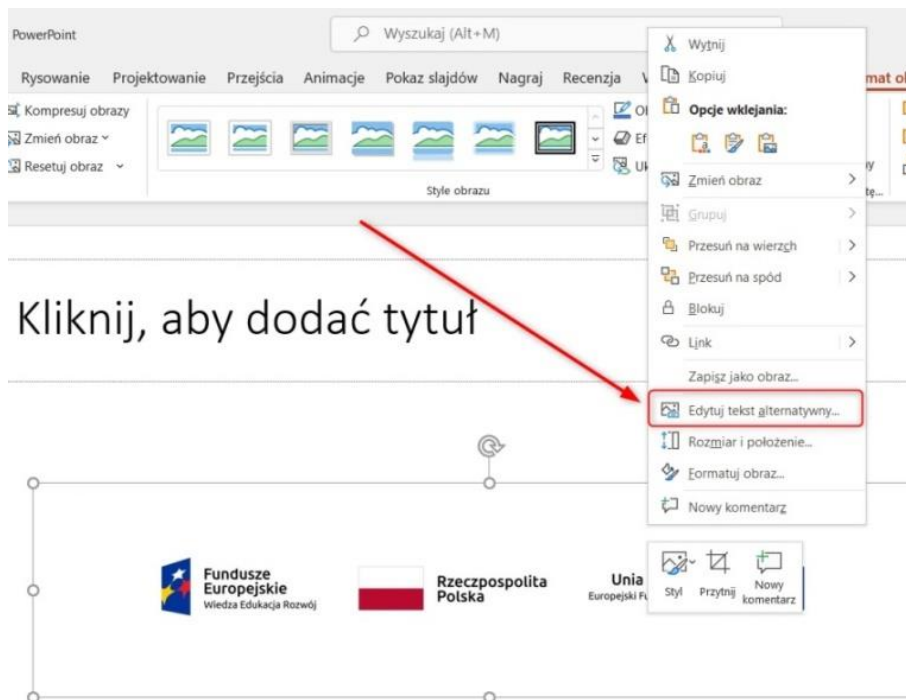 PowerPoint
Wyszukaj (Alt+M)
Rysowanie Projektowanie Przejścia Animacje Pokaz slajdów Nagraj Recenzja
Kompresuj obrazy
Zmień obraz
Resetuj obraz
Style obrazu
Wytnij
Kopiuj
Opcje wklejania:
Zmień obraz
Grupuj
Przesuń na wierzch
Przesuń na spód
Blokuj
Link
Zapisz jako obraz...
Edytuj tekst alternatywny...
Rozmiar i położenie...
Formatuj obraz...
Nowy komentarz
Kliknij, aby dodać tytuł
Fundusze
Europejskie
Wiedza Edukacja Rozwój
Rzeczpospolita
Polska
Unia
Europejski
Styl
Przytnij
Nowy
komentarz